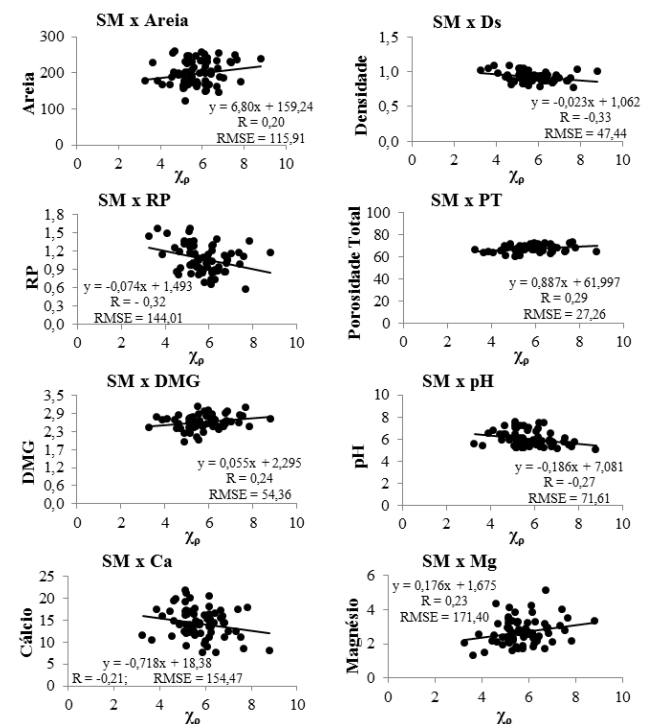 SM x Areia
300
200
100
0
Areia
y = 6,80x + 159,24
R = 0,20
RMSE = 115,91
0 2 4 6 8 10
χρ
SM x Ds
1,5
1,0
0,5
0,0
Densidade
y = -0,023x + 1,062
R = -0,33
RMSE = 47,44
0 2 4 6 8 10
χρ
SM x RP
1,8
1,5
1,2
0,9
0,6
0,3
0,0
RP
y = -0,074x + 1,493
R = - 0,32
RMSE = 144,01
0 2 4 6 8 10
χρ
SM x PT
100
80
60
40
20
0
Porosidade Total
y = 0,887x + 61,997
R = 0,29
RMSE = 27,26
0 2 4 6 8 10
χρ
SM x DMG
3,5
2,9
2,3
1,7
1,2
0,6
0,0
DMG
y = 0,055x + 2,295
R = 0,24
RMSE = 54,36
0 2 4 6 8 10
χρ
SM x pH
10
8
6
4
2
0
pH
y = -0,186x + 7,081
R = -0,27
RMSE = 71,61
0 2 4 6 8 10
χρ
SM x Ca
25
20
15
10
5
0
Cálcio
y = -0,718x + 18,38
R = -0,21; RMSE = 154,47
0 2 4 6 8 10
χρ
SM x Mg
6
4
2
0
Magnésio
y = 0,176x + 1,675
R = 0,23
RMSE = 171,40
0 2 4 6 8 10
χρ